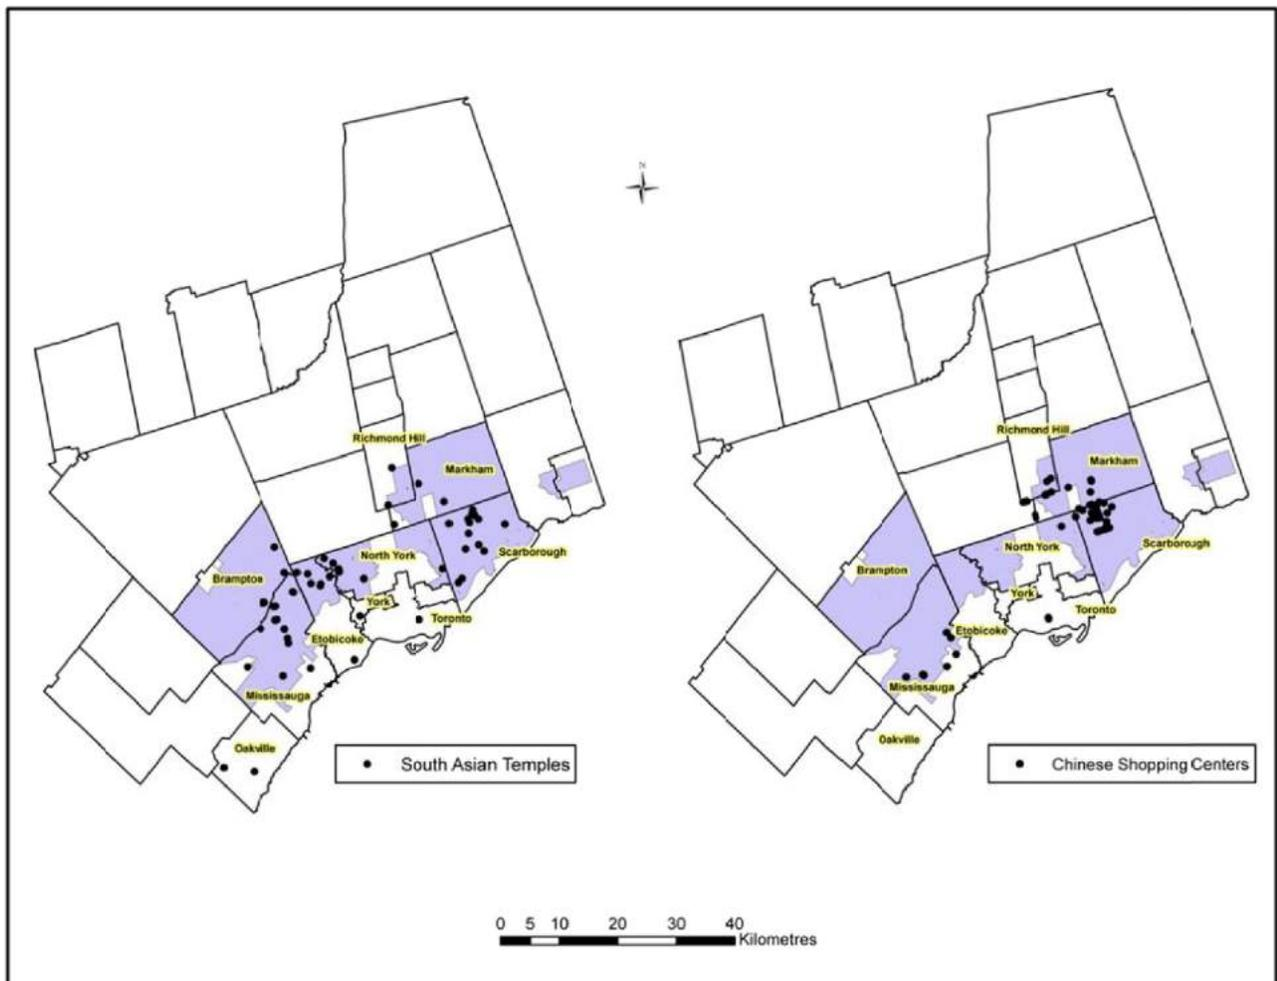 N
Richmond Hill
Markham
North York
Scarborough
Brampton
York
Toronto
Etobicoke
Mississauga
Oakville
South Asian Temples
Richmond Hill
Markham
North York
Scarborough
Brampton
York
Toronto
Etobicoke
Mississauga
Oakville
Chinese Shopping Centers
0 5 10 20 30 40
Kilometres